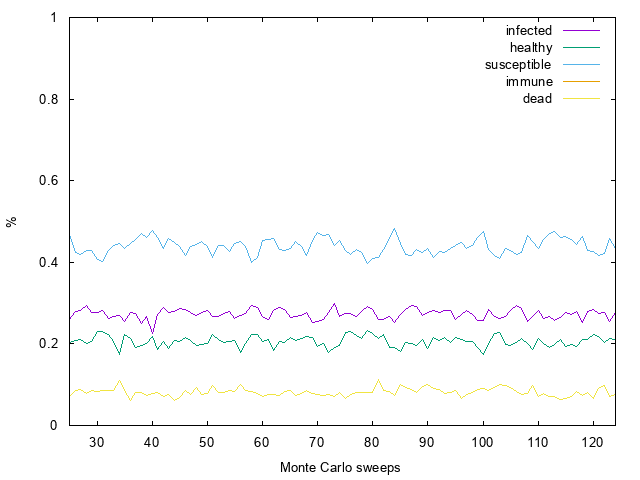 1
0.8
0.6
0.4
0.2
0
%
infected
healthy
susceptible
immune
dead
30 40 50 60 70 80 90 100 110 120
Monte Carlo sweeps